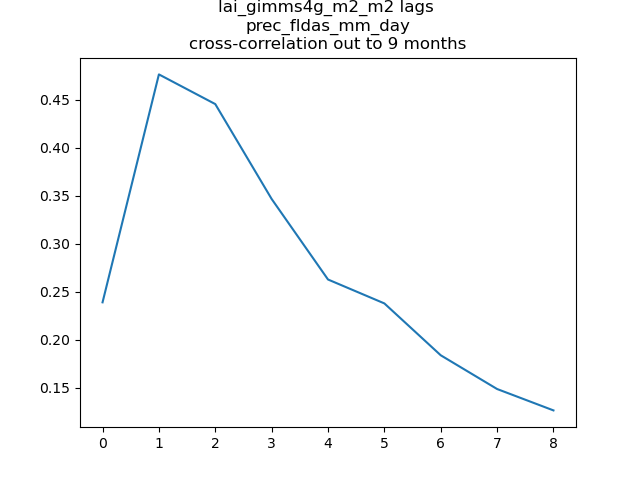 lai_gimms4g_m2_m2 lags
prec_fldas_mm_day
cross-correlation out to 9 months
0.45
0.40
0.35
0.30
0.25
0.20
0.15
0 1 2 3 4 5 6 7 8